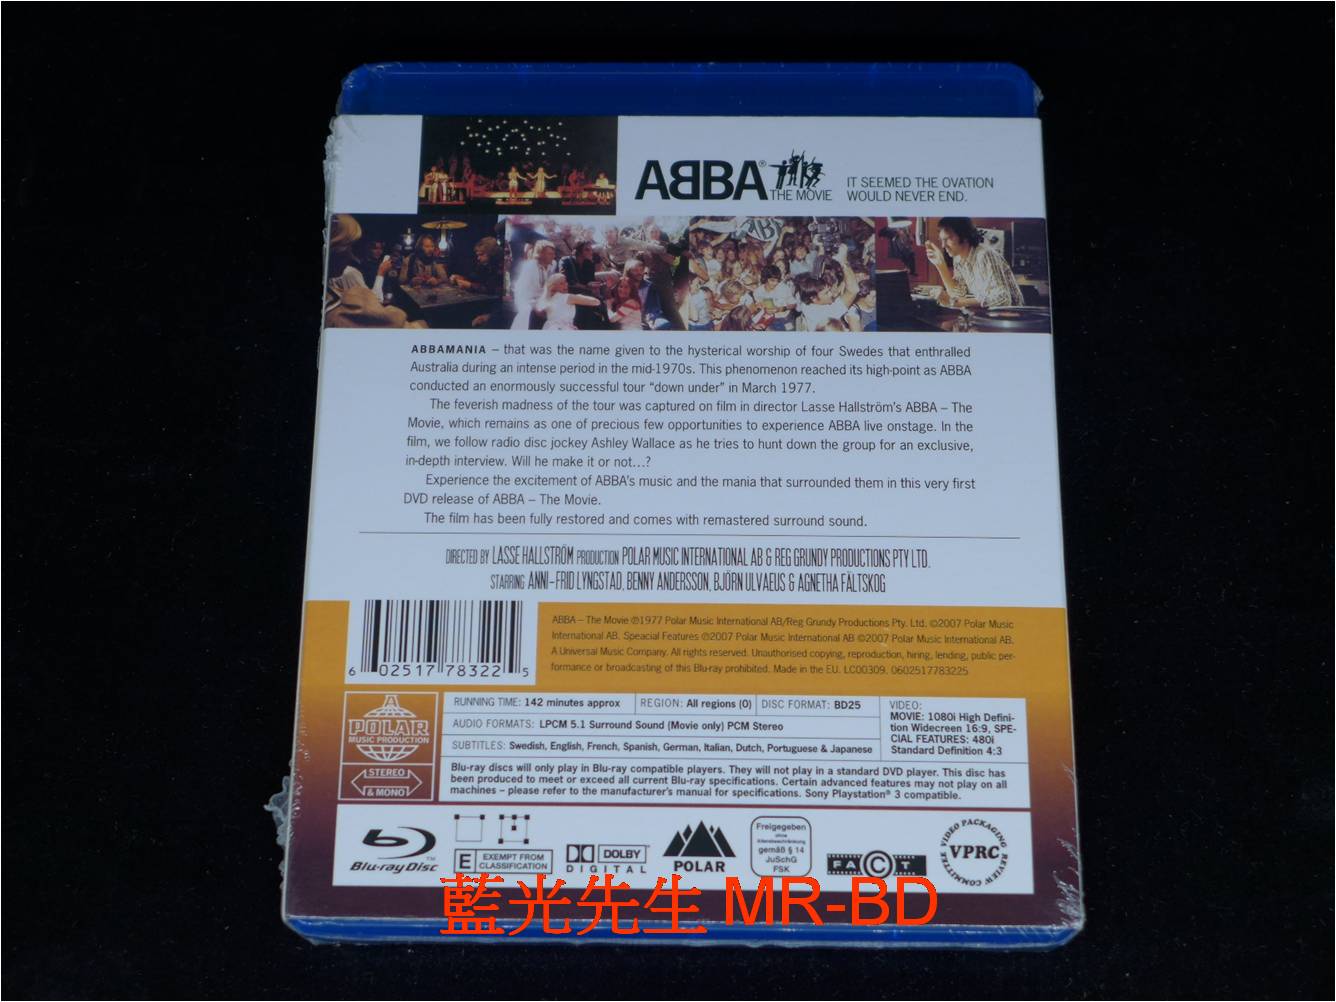 ABBA® THE MOVIE
IT SEEMED THE OVATION
WOULD NEVER END.
ABBAMANIA – that was the name given to the hysterical worship of four Swedes that enthralled
Australia during an intense period in the mid-1970s. This phenomenon reached its high-point as ABBA
conducted an enormously successful tour “down under” in March 1977.
The feverish madness of the tour was captured on film in director Lasse Hallström’s ABBA – The
Movie, which remains as one of precious few opportunities to experience ABBA live onstage. In the
film, we follow radio disc jockey Ashley Wallace as he tries to hunt down the group for an exclusive,
in-depth interview. Will he make it or not…?
Experience the excitement of ABBA’s music and the mania that surrounded them in this very first
DVD release of ABBA – The Movie.
The film has been fully restored and comes with remastered surround sound.
DIRECTED BY LASSE HALLSTRÖM PRODUCTION POLAR MUSIC INTERNATIONAL AB & REG GRUNDY PRODUCTIONS PTY LTD.
STARRING ANNI-FRID LYNGSTAD, BENNY ANDERSSON, BJÖRN ULVAEUS & AGNETHA FÄLTSKOG
ABBA – The Movie ℗1977 Polar Music International AB/Reg Grundy Productions Pty. Ltd. ©2007 Polar Music
International AB. Speacial Features ℗2007 Polar Music International AB ©2007 Polar Music International AB.
A Universal Music Company. All rights reserved. Unauthorised copying, reproduction, hiring, lending, public per-
formance or broadcasting of this Blu-ray prohibited. Made in the EU. LC00309. 0602517783225
6 02517 78322 5
A
POLAR
MUSIC PRODUCTION
STEREO
& MONO
RUNNING TIME: 142 minutes approx
REGION: All regions (0)
DISC FORMAT: BD25
AUDIO FORMATS: LPCM 5.1 Surround Sound (Movie only) PCM Stereo
SUBTITLES: Swedish, English, French, Spanish, German, Italian, Dutch, Portuguese & Japanese
VIDEO:
MOVIE: 1080i High Defini-
tion Widescreen 16:9, SPE-
CIAL FEATURES: 480i
Standard Definition 4:3
Blu-ray discs will only play in Blu-ray compatible players. They will not play in a standard DVD player. This disc has
been produced to meet or exceed all current Blu-ray specifications. Certain advanced features may not play on all
machines – please refer to the manufacturer’s manual for specifications. Sony Playstation® 3 compatible.
Blu-ray Disc™
E EXEMPT FROM
CLASSIFICATION
DOLBY
DIGITAL
POLAR
Freigegeben
ohne
Altersbeschränkung
gemäß § 14
JuSchG
FSK
FACT
VIDEO PACKAGING REVIEW COMMITTEE
VPRC
藍光先生 MR-BD